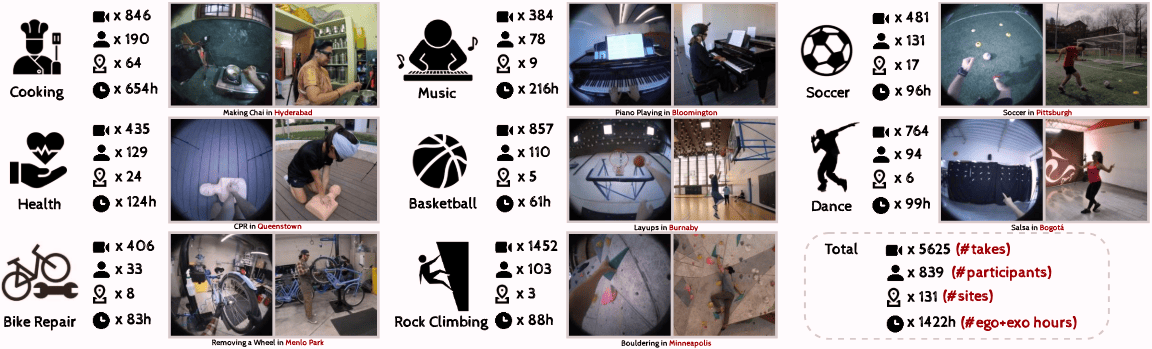 Cooking
x 846
x 190
x 64
x 654h
Making Chai in Hyderabad
Music
x 384
x 78
x 9
x 216h
Piano Playing in Bloomington
Soccer
x 481
x 131
x 17
x 96h
Soccer in Pittsburgh
Health
x 435
x 129
x 24
x 124h
CPR in Queenstown
Basketball
x 857
x 110
x 5
x 61h
Layups in Burnaby
Dance
x 764
x 94
x 6
x 99h
Salsa in Bogotá
Bike Repair
x 406
x 33
x 8
x 83h
Removing a Wheel in Menlo Park
Rock Climbing
x 1452
x 103
x 3
x 88h
Bouldering in Minneapolis
Total
x 5625 (#takes)
x 839 (#participants)
x 131 (#sites)
x 1422h (#ego+exo hours)